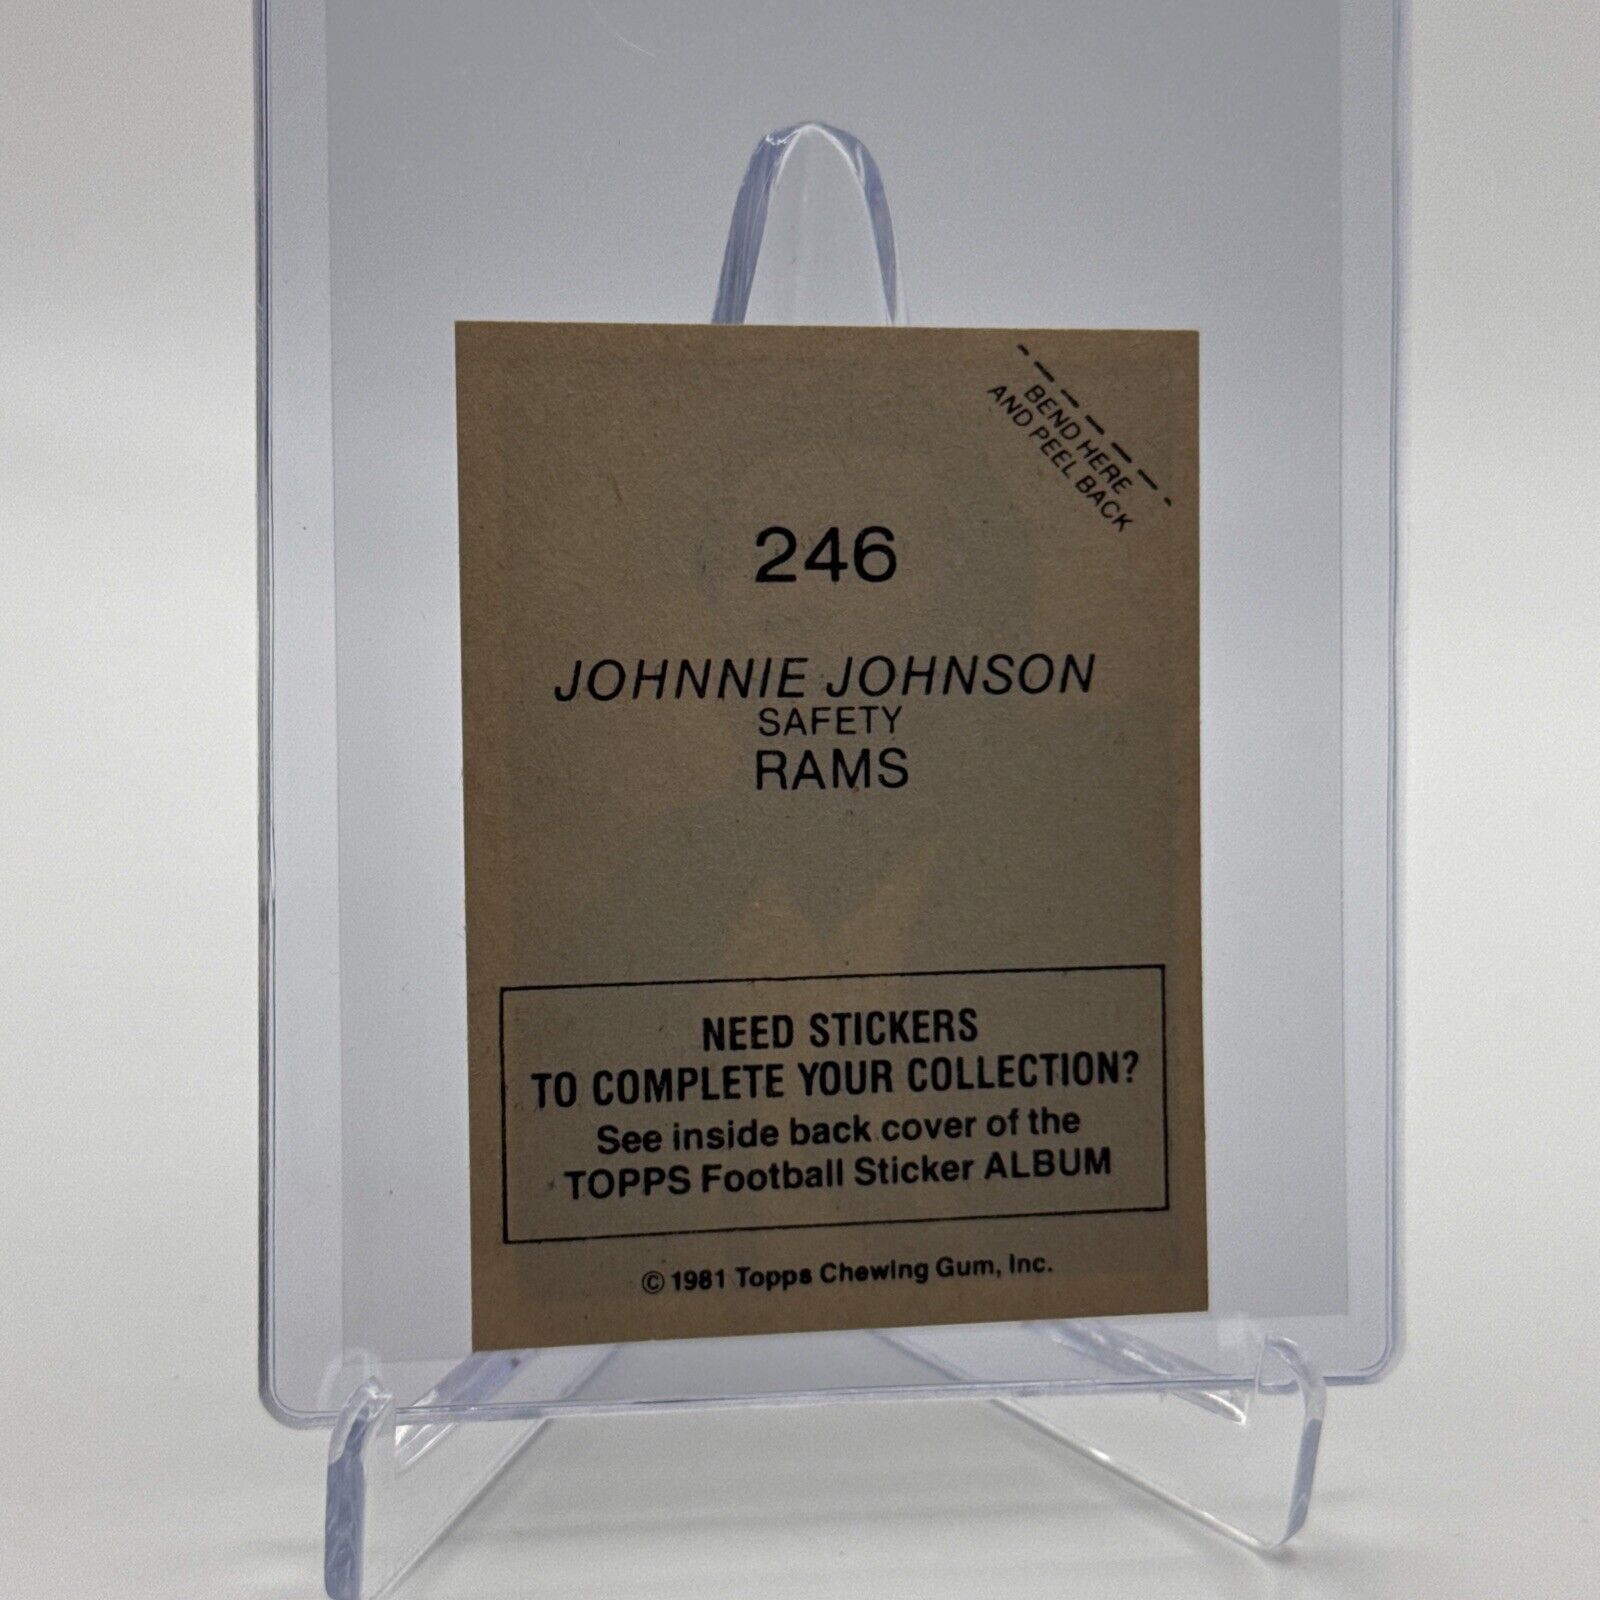 BEND HERE
AND PEEL BACK
246
JOHNNIE JOHNSON
SAFETY
RAMS
NEED STICKERS
TO COMPLETE YOUR COLLECTION?
See inside back cover of the
TOPPS Football Sticker ALBUM
© 1981 Topps Chewing Gum, Inc.